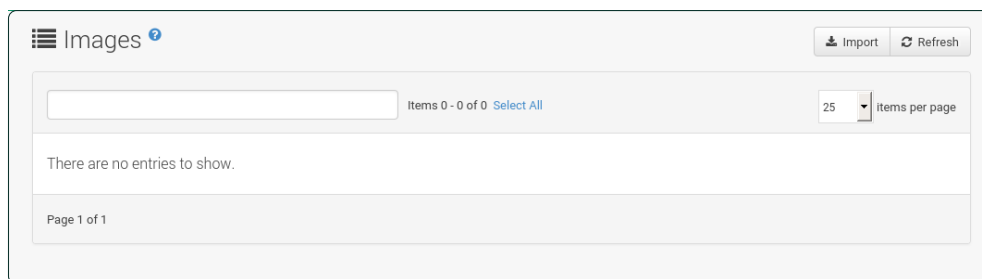 Images ?
Import Refresh
Items 0 - 0 of 0 Select All 25 items per page
There are no entries to show.
Page 1 of 1